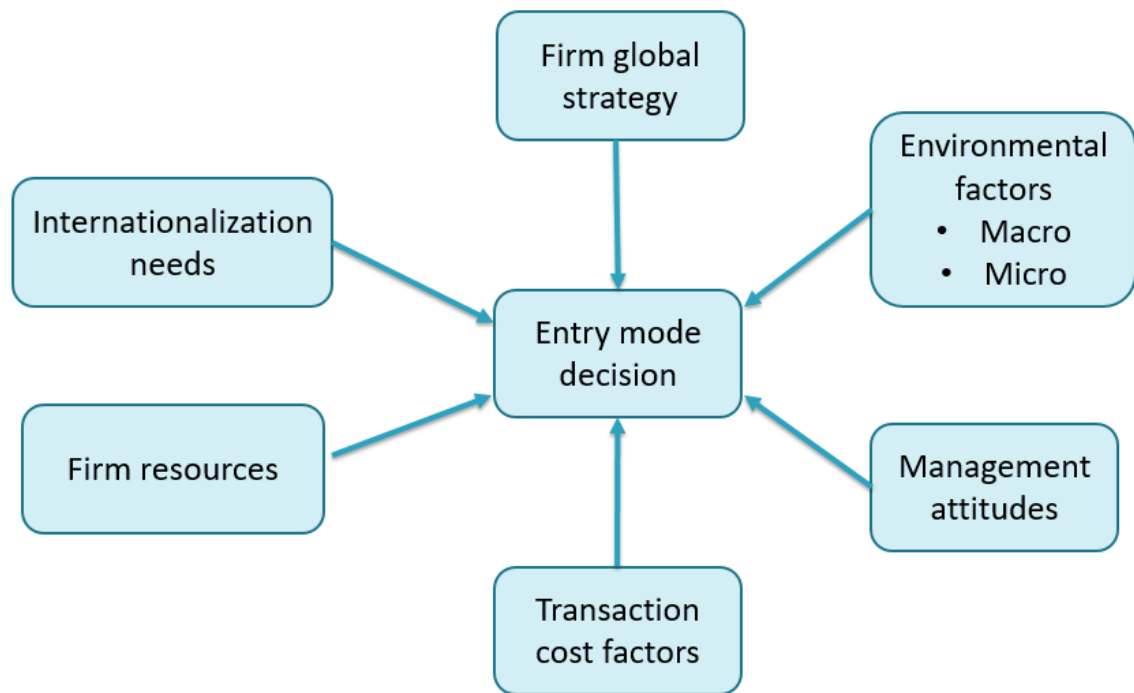 Firm global
strategy
Environmental
factors
• Macro
• Micro
Internationalization
needs
Entry mode
decision
Firm resources
Management
attitudes
Transaction
cost factors